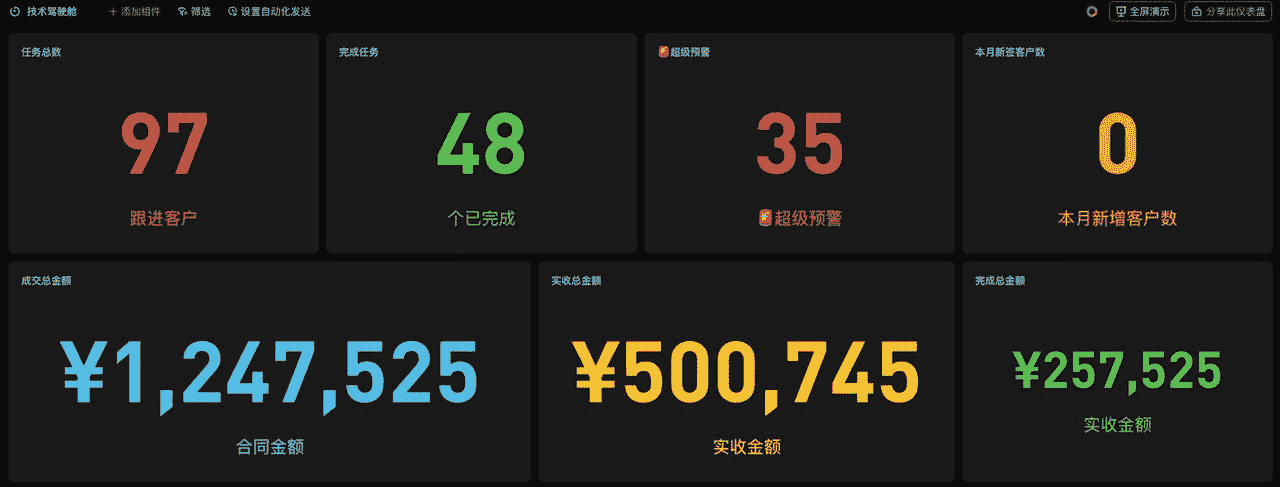 技术驾驶舱 添加组件 筛选 设置自动化发送 全屏演示 分享此仪表盘
任务总数
97
跟进客户
完成任务
48
个已完成
🚨超级预警
35
🚨超级预警
本月新签客户数
0
本月新增客户数
成交总金额
¥1,247,525
合同金额
实收总金额
¥500,745
实收金额
完成总金额
¥257,525
实收金额